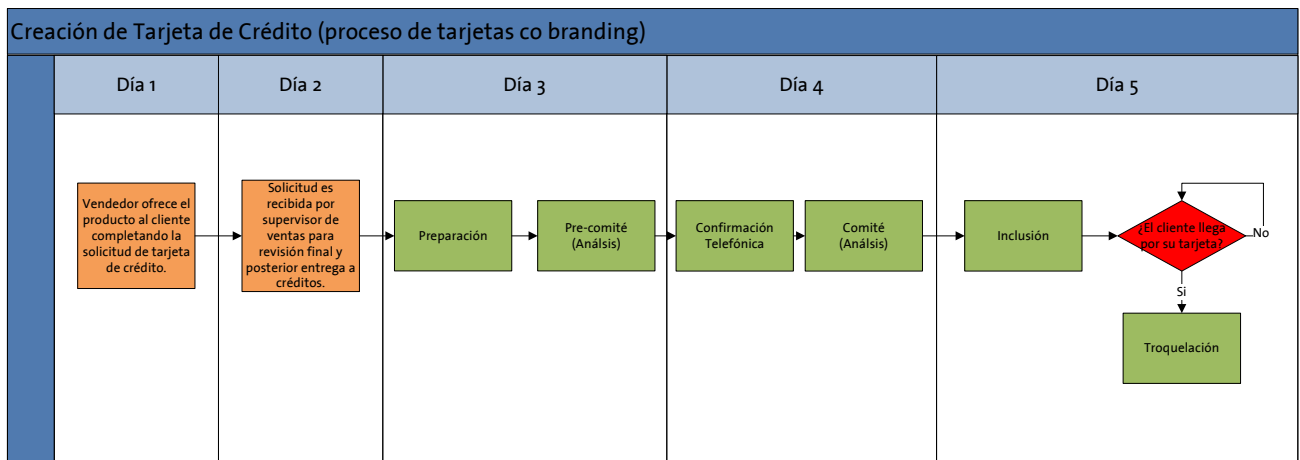 Creación de Tarjeta de Crédito (proceso de tarjetas co branding)
Día 1
Día 2
Día 3
Día 4
Día 5
Vendedor ofrece el
producto al cliente
completando la
solicitud de tarjeta
de crédito.
Solicitud es
recibida por
supervisor de
ventas para
revisión final y
posterior entrega a
créditos.
Preparación
Pre-comité
(Análsis)
Confirmación
Telefónica
Comité
(Análsis)
Inclusión
¿El cliente llega
por su tarjeta?
No
Si
Troquelación